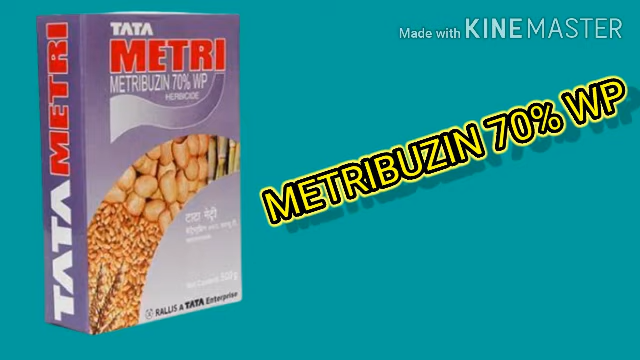 Made with KINEMASTER
TATA
METRI
METRIBUZIN 70% WP
HERBICIDE
TATA METRI
METRIBUZIN 70% WP
टाटा मेट्री
RALLIS A TATA Enterprise